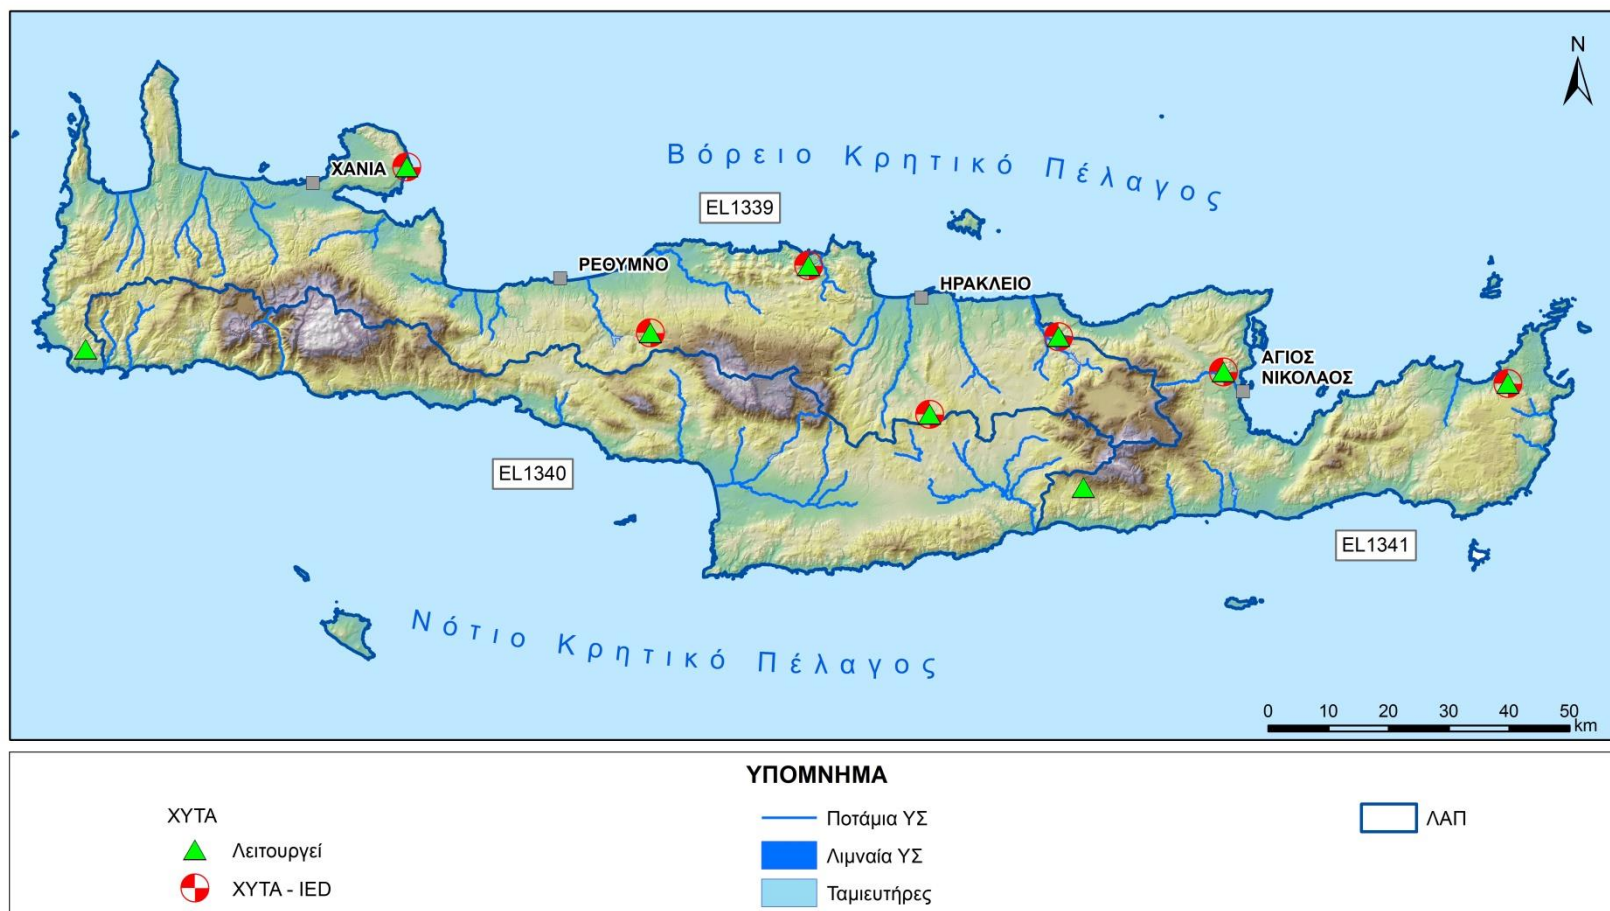 N
ΧΑΝΙΑ
Βόρειο Κρητικό Πέλαγος
EL1339
ΡΕΘΥΜΝΟ
ΗΡΑΚΛΕΙΟ
ΑΓΙΟΣ
ΝΙΚΟΛΑΟΣ
EL1340
EL1341
Νότιο Κρητικό Πέλαγος
0 10 20 30 40 50
km
ΥΠΟΜΝΗΜΑ
ΧΥΤΑ
Λειτουργεί
ΧΥΤΑ - IED
Ποτάμια ΥΣ
Λιμναία ΥΣ
Ταμιευτήρες
ΛΑΠ